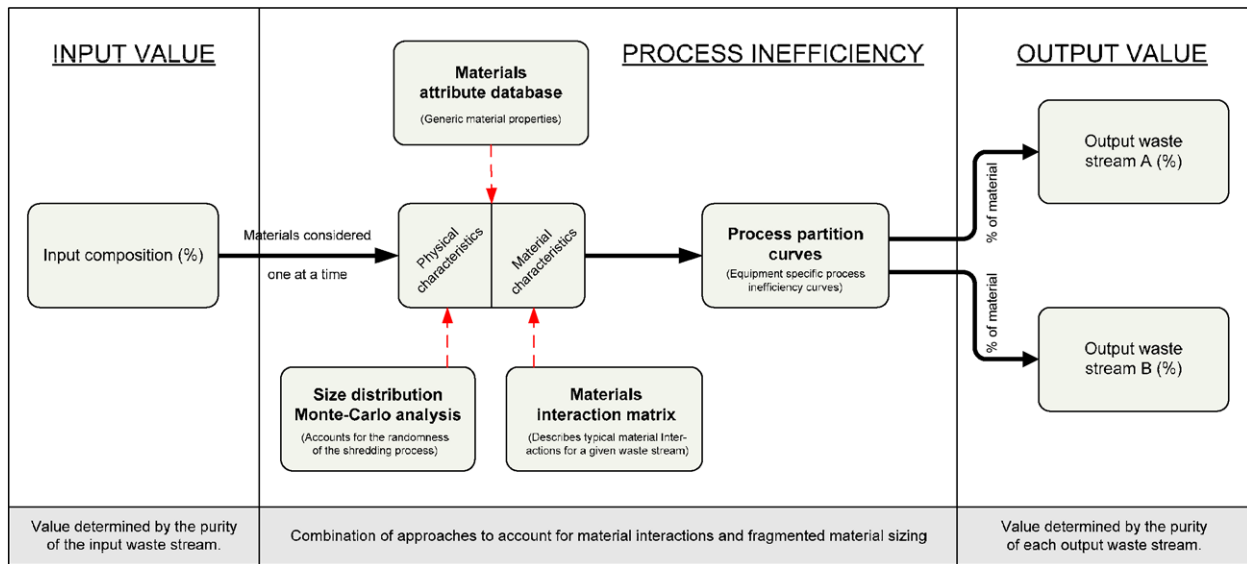 INPUT VALUE
PROCESS INEFFICIENCY
OUTPUT VALUE
Materials
attribute database
(Generic material properties)
Input composition (%)
Materials considered
one at a time
Physical
characteristics
Material
characteristics
Process partition
curves
(Equipment specific process
inefficiency curves)
% of material
% of material
Output waste
stream A (%)
Output waste
stream B (%)
Size distribution
Monte-Carlo analysis
(Accounts for the randomness
of the shredding process)
Materials
interaction matrix
(Describes typical material Inter-
actions for a given waste stream)
Value determined by the purity
of the input waste stream.
Combination of approaches to account for material interactions and fragmented material sizing
Value determined by the purity
of each output waste stream.